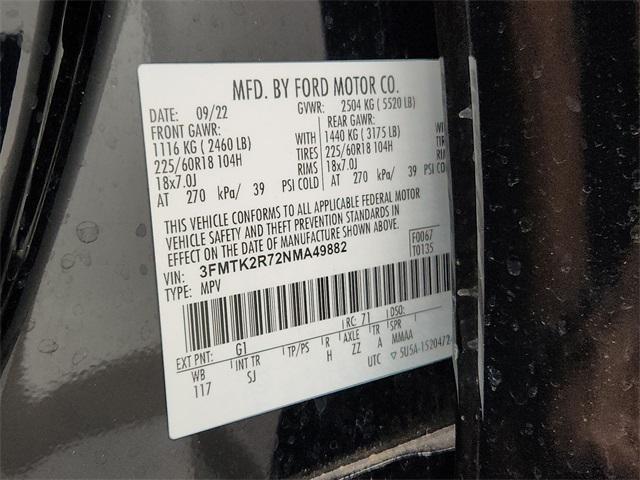 MFD. BY FORD MOTOR CO.
DATE: 09/22 GVWR: 2504 KG ( 5520 LB)
FRONT GAWR: REAR GAWR:
1116 KG ( 2460 LB) WITH 1440 KG ( 3175 LB)
225/60R18 104H TIRES 225/60R18 104H
18x7.0J RIMS 18x7.0J
AT 270 kPa/ 39 PSI COLD AT 270 kPa/ 39 PSI
THIS VEHICLE CONFORMS TO ALL APPLICABLE FEDERAL MOTOR
VEHICLE SAFETY AND THEFT PREVENTION STANDARDS IN
EFFECT ON THE DATE OF MANUFACTURE SHOWN ABOVE.
VIN: 3FMTK2R72NMA49882 F0067
TYPE: MPV T0135
EXT PNT: G1 RC: 71 DSO:
WB INT TR TP/PS R AXLE TR SPR
117 SJ H ZZ A MMAA
UTC ▽ 5U5A-1520472-